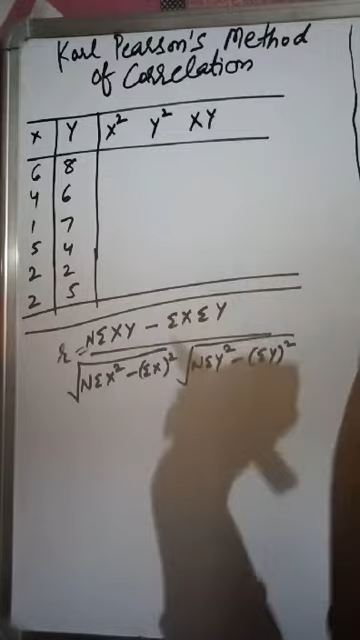 Karl Pearson's Method
of Correlation
X Y X² Y² XY
6 8
4 6
1 7
5 4
2 2
2 5
r = NΣXY - ΣXΣY
√NΣX² - (ΣX)² √NΣY² - (ΣY)²